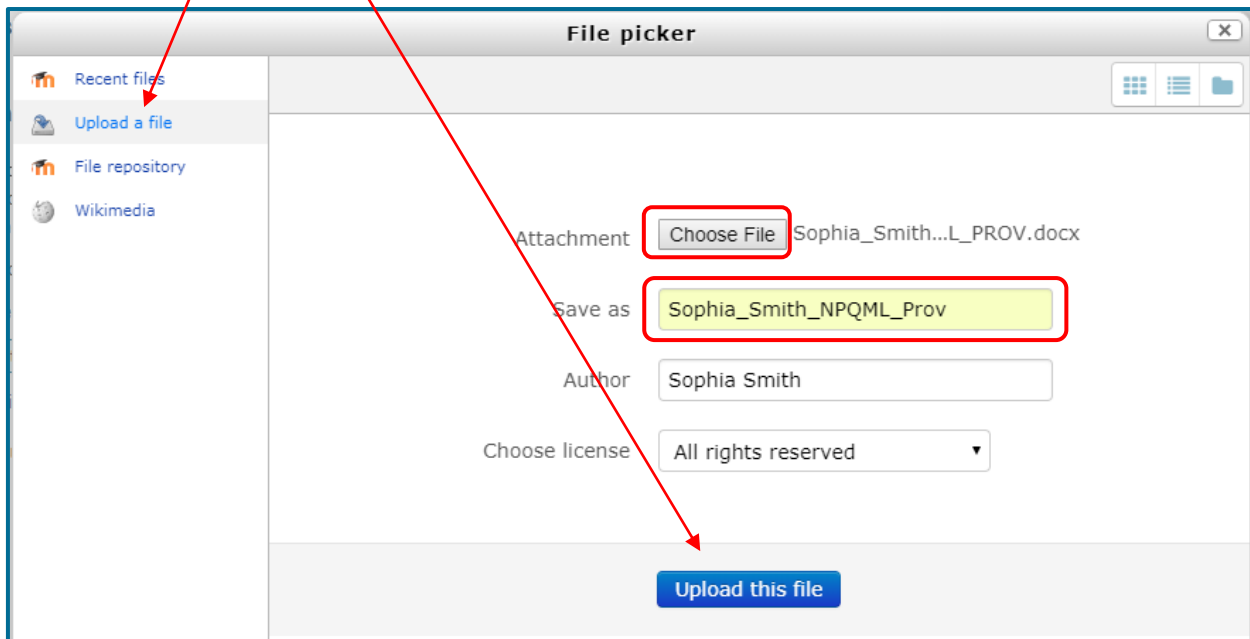 File picker
Recent files
Upload a file
File repository
Wikimedia
Attachment Choose File Sophia_Smith...L_PROV.docx
Save as Sophia_Smith_NPQML_Prov
Author Sophia Smith
Choose license All rights reserved
Upload this file